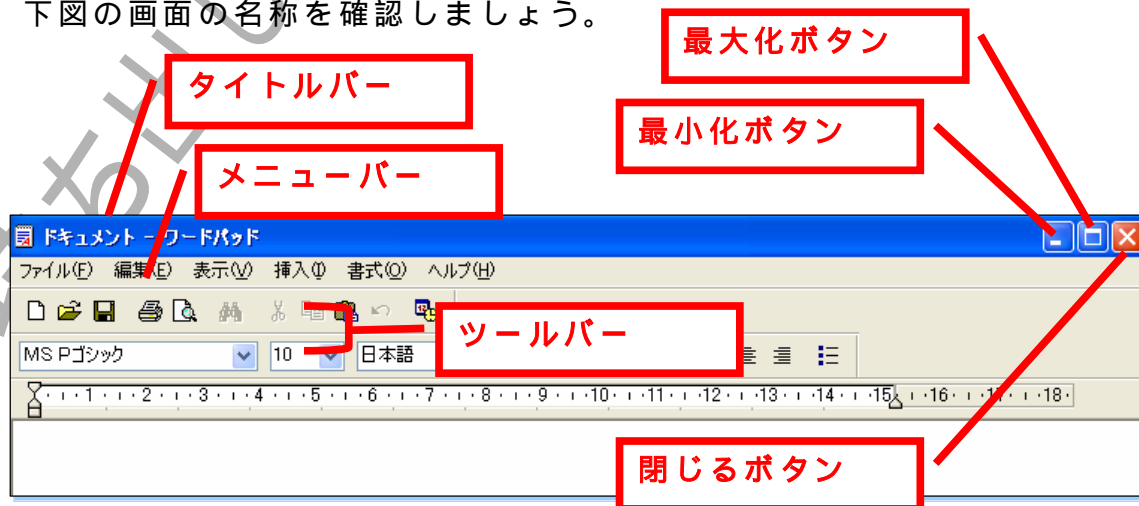 下図の画面の名称を確認しましょう。
最大化ボタン
タイトルバー
最小化ボタン
メニューバー
ドキュメント - ワードパッド
ファイル(F) 編集(E) 表示(V) 挿入(I) 書式(O) ヘルプ(H)
ツールバー
MS Pゴシック 10 日本語
1 2 3 4 5 6 7 8 9 10 11 12 13 14 15 16 17 18
閉じるボタン